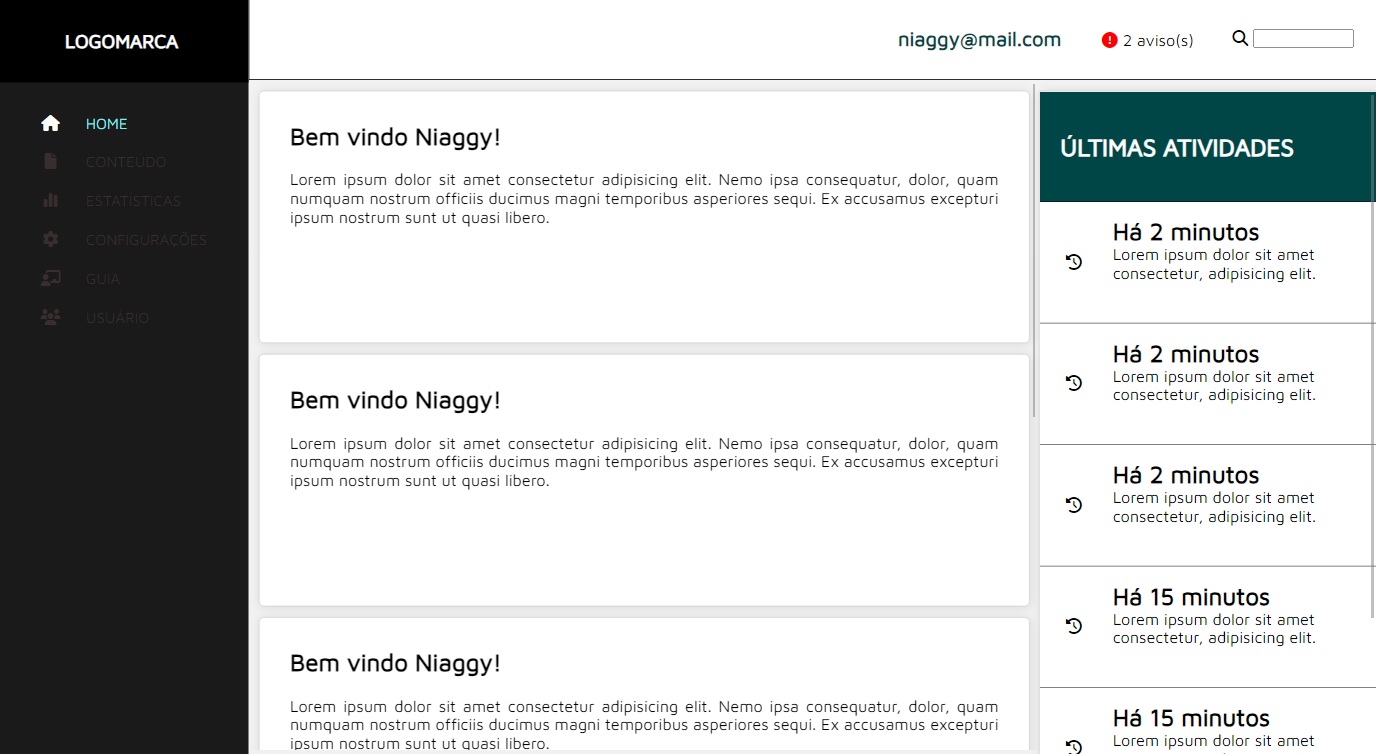 LOGOMARCA
niaggy@mail.com
2 aviso(s)
HOME
CONTEUDO
ESTATÍSTICAS
CONFIGURAÇÕES
GUIA
USUÁRIO
Bem vindo Niaggy!
Lorem ipsum dolor sit amet consectetur adipisicing elit. Nemo ipsa consequatur, dolor, quam
numquam nostrum officiis ducimus magni temporibus asperiores sequi. Ex accusamus excepturi
ipsum nostrum sunt ut quasi libero.
Bem vindo Niaggy!
Lorem ipsum dolor sit amet consectetur adipisicing elit. Nemo ipsa consequatur, dolor, quam
numquam nostrum officiis ducimus magni temporibus asperiores sequi. Ex accusamus excepturi
ipsum nostrum sunt ut quasi libero.
Bem vindo Niaggy!
Lorem ipsum dolor sit amet consectetur adipisicing elit. Nemo ipsa consequatur, dolor, quam
numquam nostrum officiis ducimus magni temporibus asperiores sequi. Ex accusamus excepturi
ipsum nostrum sunt ut quasi libero.
ÚLTIMAS ATIVIDADES
Há 2 minutos
Lorem ipsum dolor sit amet
consectetur, adipisicing elit.
Há 2 minutos
Lorem ipsum dolor sit amet
consectetur, adipisicing elit.
Há 2 minutos
Lorem ipsum dolor sit amet
consectetur, adipisicing elit.
Há 15 minutos
Lorem ipsum dolor sit amet
consectetur, adipisicing elit.
Há 15 minutos
Lorem ipsum dolor sit amet